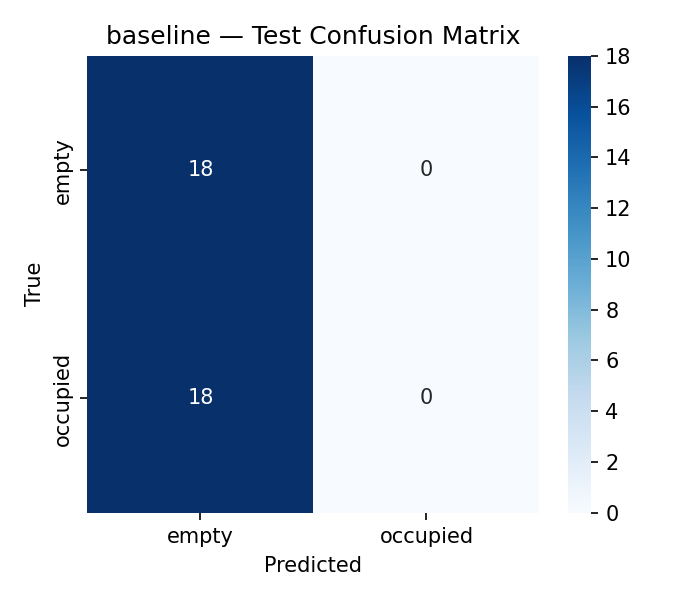 baseline — Test Confusion Matrix
True
empty
occupied
18
0
18
0
empty
occupied
Predicted
18
16
14
12
10
8
6
4
2
0